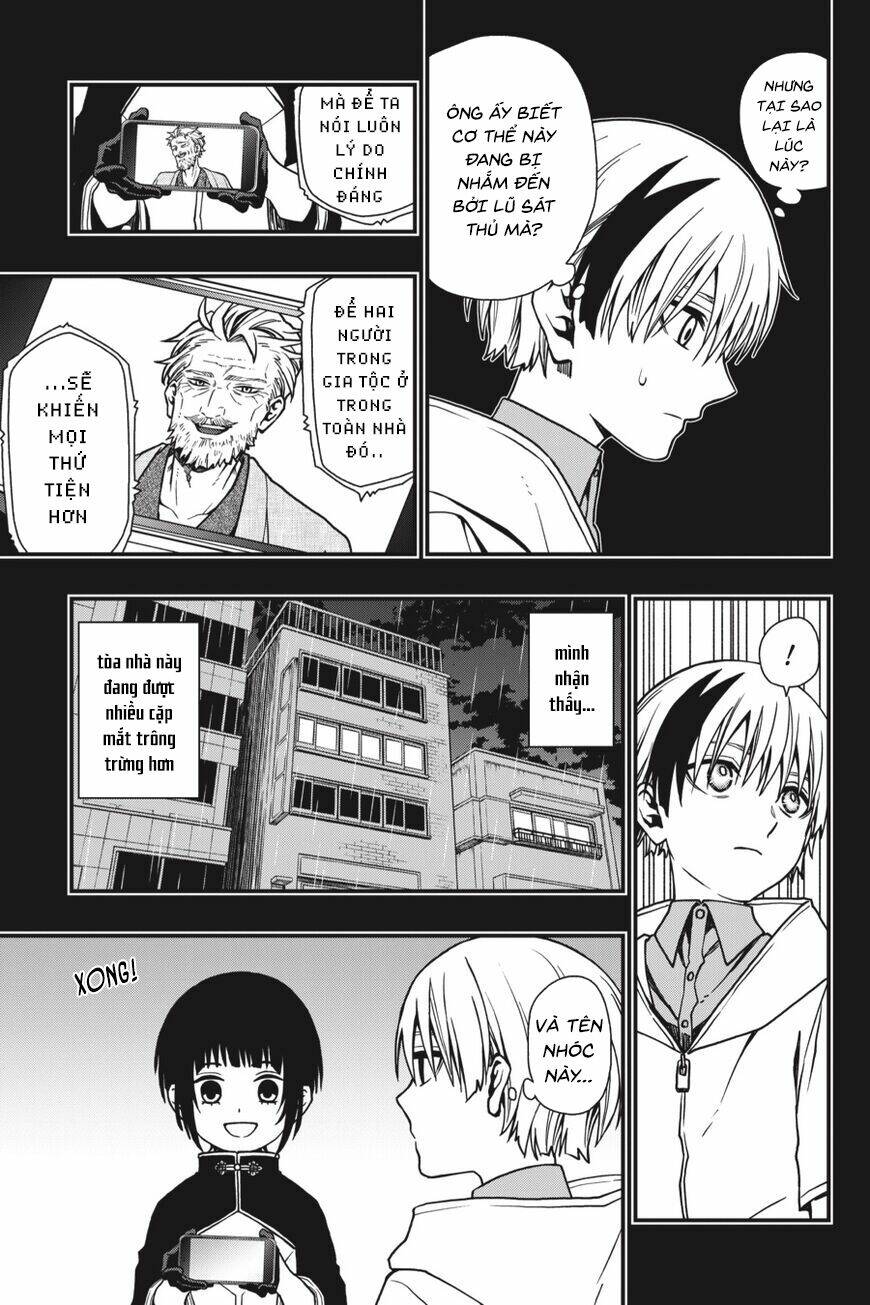 NHƯNG
TẠI SAO
LẠI LÀ
LÚC
NÀY?
ÔNG ẤY BIẾT
CƠ THỂ NÀY
ĐANG BỊ
NHẮM ĐẾN
BỞI LŨ SÁT
THỦ MÀ?
MÀ ĐỂ TA
NÓI LUÔN
LÝ DO
CHÍNH
ĐÁNG
ĐỂ HAI
NGƯỜI
TRONG
GIA TỘC Ở
TRONG
TOÀN NHÀ
ĐÓ..
...SẼ
KHIẾN
MỌI
THỨ
TIỆN
HƠN
!
mình
nhận
thấy...
tòa nhà này
đang được
nhiều cặp
mắt trông
trừng hơn
VÀ TÊN
NHÓC
NÀY...
XONG!